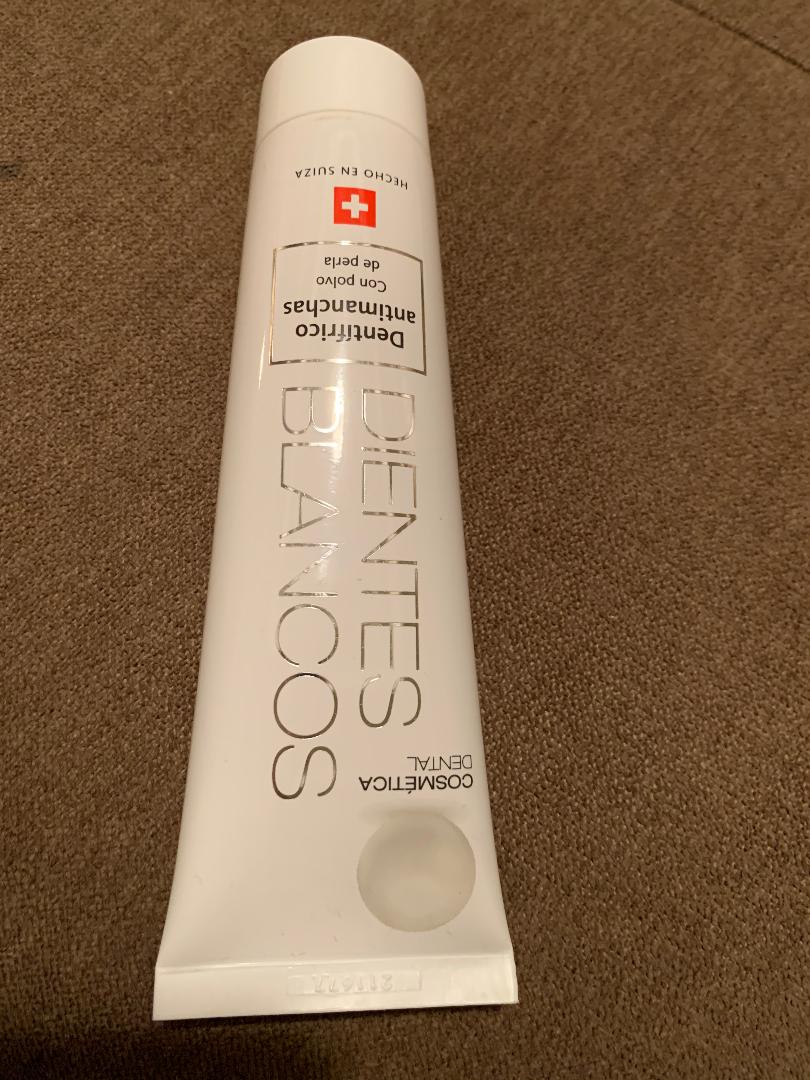 COSMÉTICA
DENTAL
DIENTES
BLANCOS
Dentífrico
antimanchas
Con polvo
de perla
HECHO EN SUIZA